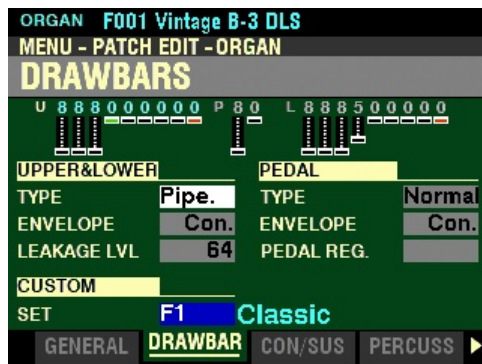 ORGAN F001 Vintage B-3 DLS
MENU - PATCH EDIT - ORGAN
DRAWBARS
U 888000000 P 80 L 888500000
UPPER&LOWER PEDAL
TYPE Pipe. TYPE Normal
ENVELOPE Con. ENVELOPE Con.
LEAKAGE LVL 64 PEDAL REG.
CUSTOM
SET F1 Classic
GENERAL DRAWBAR CON/SUS PERCUSS